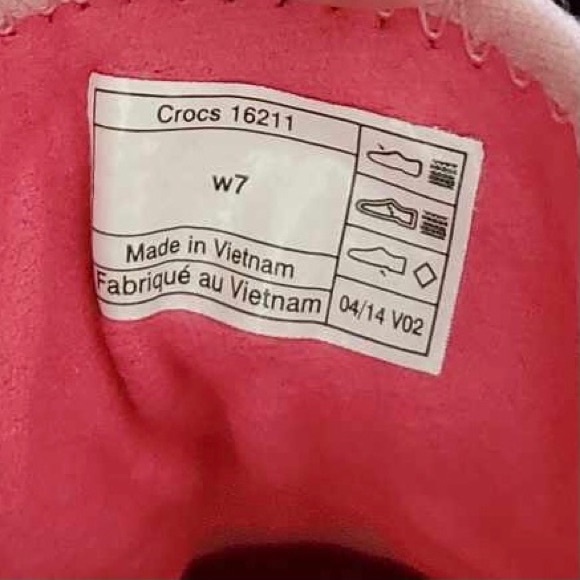 Crocs 16211
w7
Made in Vietnam
Fabriqué au Vietnam
04/14 V02